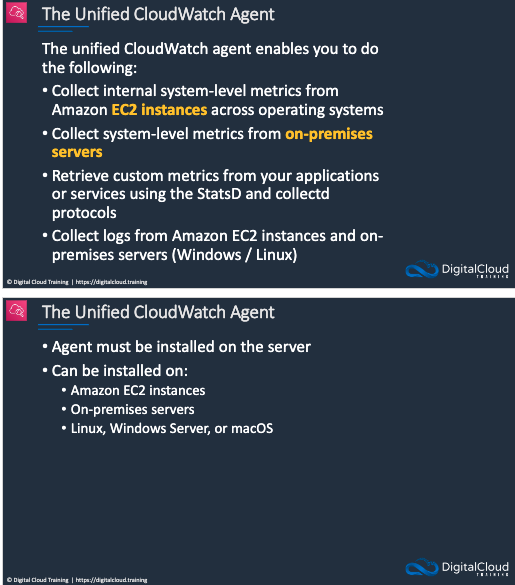 The Unified CloudWatch Agent
The unified CloudWatch agent enables you to do
the following:
• Collect internal system-level metrics from
Amazon EC2 instances across operating systems
• Collect system-level metrics from on-premises
servers
• Retrieve custom metrics from your applications
or services using the StatsD and collectd
protocols
• Collect logs from Amazon EC2 instances and on-
premises servers (Windows / Linux)
© Digital Cloud Training | https://digitalcloud.training
DigitalCloud
TRAINING
The Unified CloudWatch Agent
• Agent must be installed on the server
• Can be installed on:
• Amazon EC2 instances
• On-premises servers
• Linux, Windows Server, or macOS
© Digital Cloud Training | https://digitalcloud.training
DigitalCloud
TRAINING